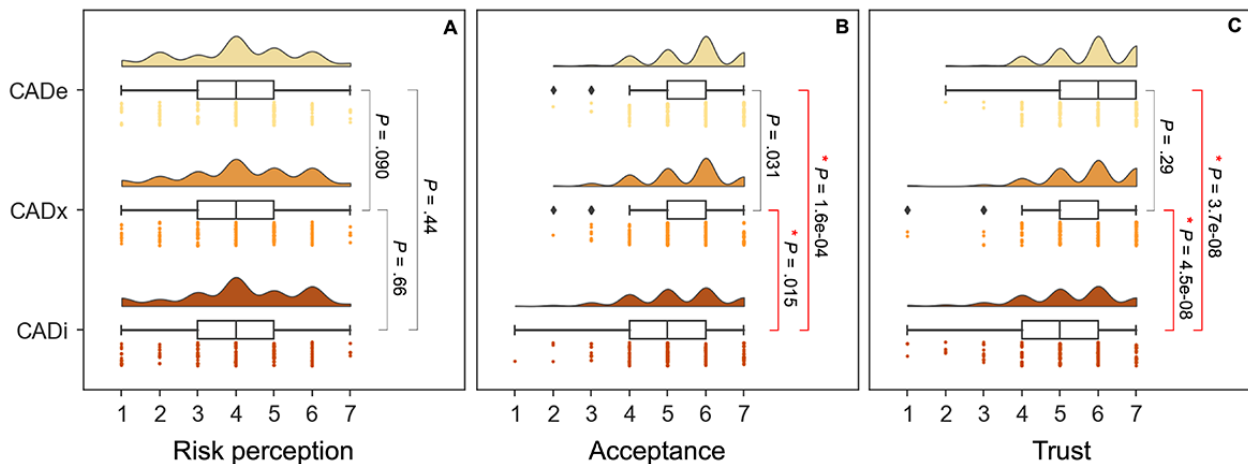 A
B
C
CADe
CADx
CADi
P = .090
P = .44
P = .66
P = .031
* P = 1.6e-04
* P = .015
P = .29
* P = 3.7e-08
* P = 4.5e-08
1 2 3 4 5 6 7
1 2 3 4 5 6 7
1 2 3 4 5 6 7
Risk perception
Acceptance
Trust